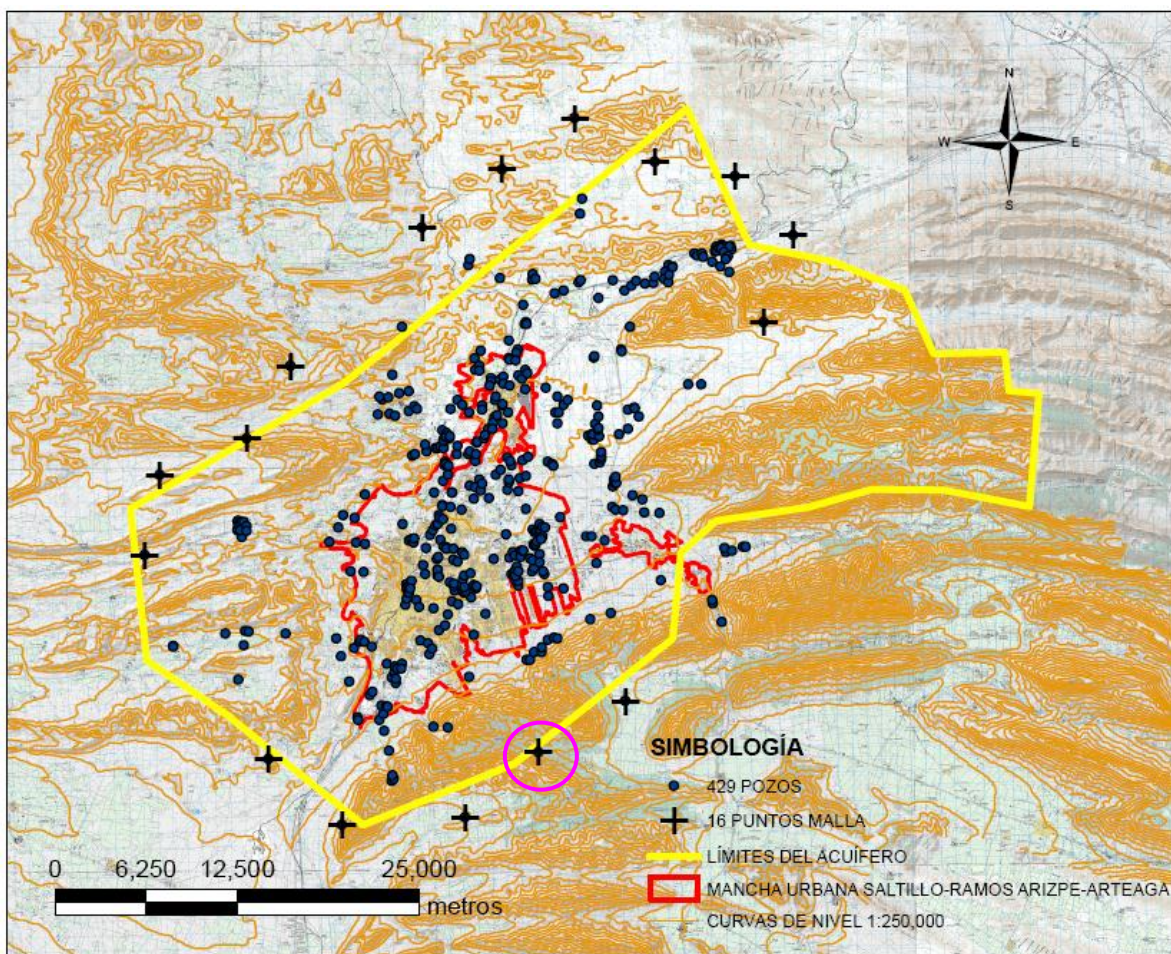 N
W E
S
SIMBOLOGÍA
429 POZOS
16 PUNTOS MALLA
LÍMITES DEL ACUÍFERO
MANCHA URBANA SALTILLO-RAMOS ARIZPE-ARTEAGA
CURVAS DE NIVEL 1:250,000
0 6,250 12,500 25,000
metros